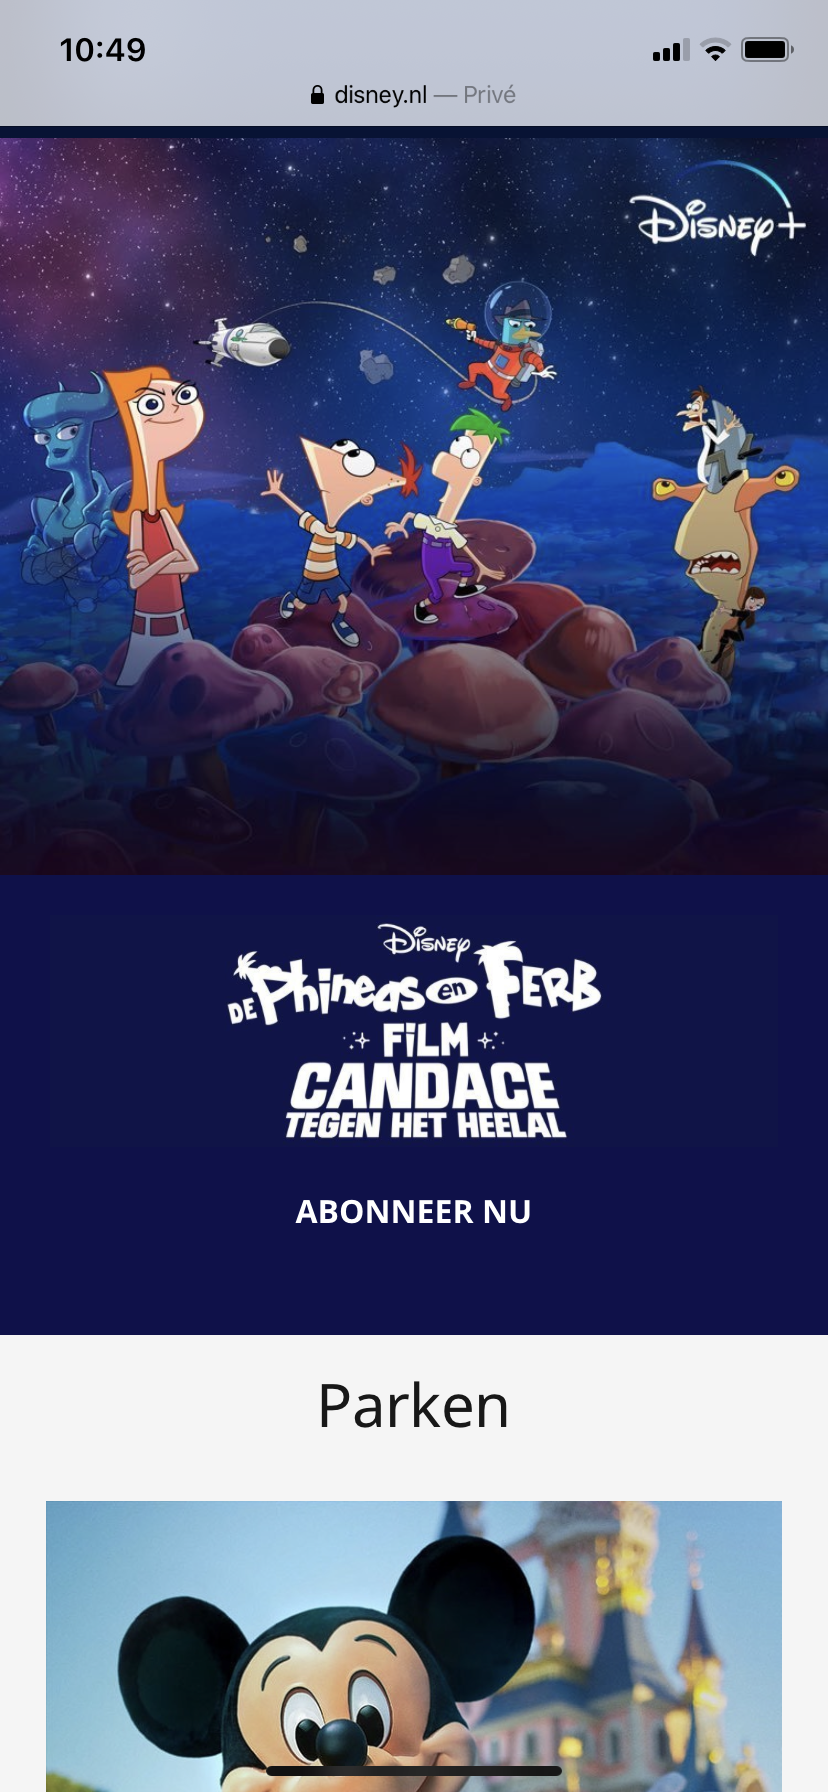 10:49
disney.nl — Privé
Disney+
Disney
DE Phineas en FERB
FiLM
CANDACE
TEGEN HET HEELAL
ABONNEER NU
Parken